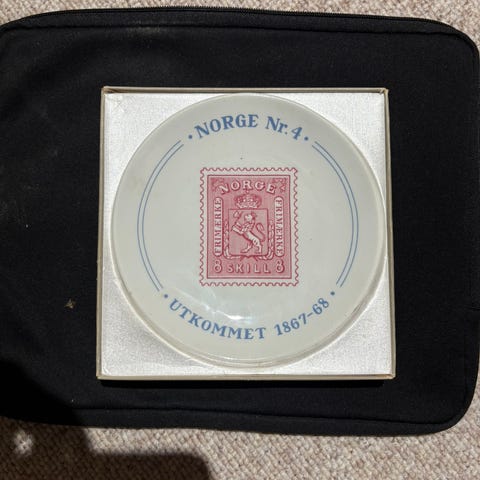 NORGE Nr. 4
NORGE
FRIMÆRKE
FRIMÆRKE
8 SKILL 8
UTKOMMET 1867-68